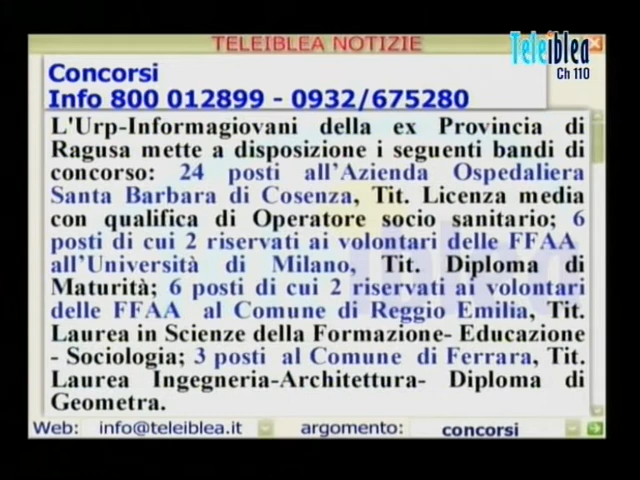 TELEIBLEA NOTIZIE
Teleiblea
Ch 110
Concorsi
Info 800 012899 - 0932/675280
L'Urp-Informagiovani della ex Provincia di
Ragusa mette a disposizione i seguenti bandi di
concorso: 24 posti all'Azienda Ospedaliera
Santa Barbara di Cosenza, Tit. Licenza media
con qualifica di Operatore socio sanitario; 6
posti di cui 2 riservati ai volontari delle FFAA
all'Università di Milano, Tit. Diploma di
Maturità; 6 posti di cui 2 riservati ai volontari
delle FFAA al Comune di Reggio Emilia, Tit.
Laurea in Scienze della Formazione- Educazione
- Sociologia; 3 posti al Comune di Ferrara, Tit.
Laurea Ingegneria-Architettura- Diploma di
Geometra.
Web: info@teleiblea.it argomento: concorsi